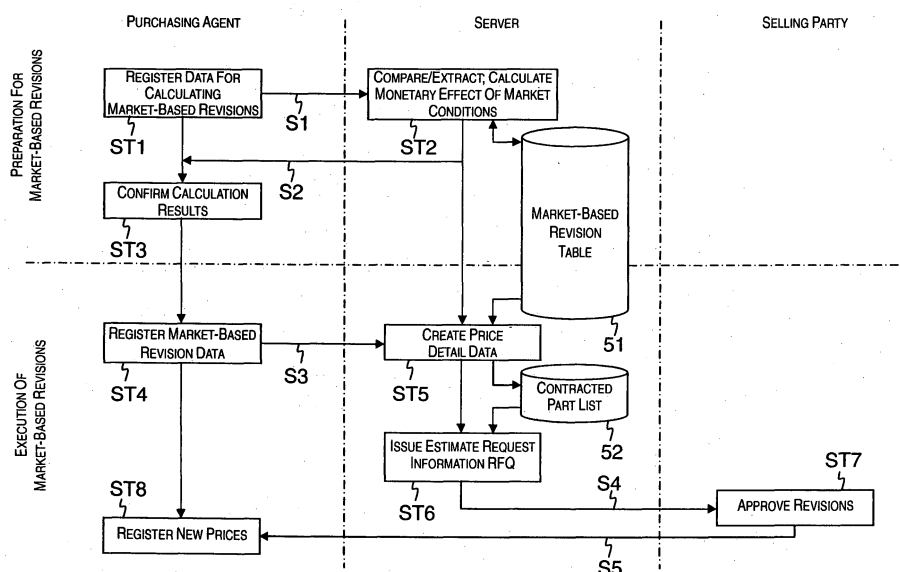 PURCHASING AGENT
SERVER
SELLING PARTY
PREPARATION FOR
MARKET-BASED REVISIONS
REGISTER DATA FOR
CALCULATING
MARKET-BASED REVISIONS
ST1
S1
COMPARE/EXTRACT; CALCULATE
MONETARY EFFECT OF MARKET
CONDITIONS
ST2
S2
CONFIRM CALCULATION
RESULTS
ST3
MARKET-BASED
REVISION
TABLE
51
EXECUTION OF
MARKET-BASED REVISIONS
REGISTER MARKET-BASED
REVISION DATA
ST4
S3
CREATE PRICE
DETAIL DATA
ST5
CONTRACTED
PART LIST
52
ISSUE ESTIMATE REQUEST
INFORMATION RFQ
ST6
S4
ST7
APPROVE REVISIONS
ST8
REGISTER NEW PRICES
S5